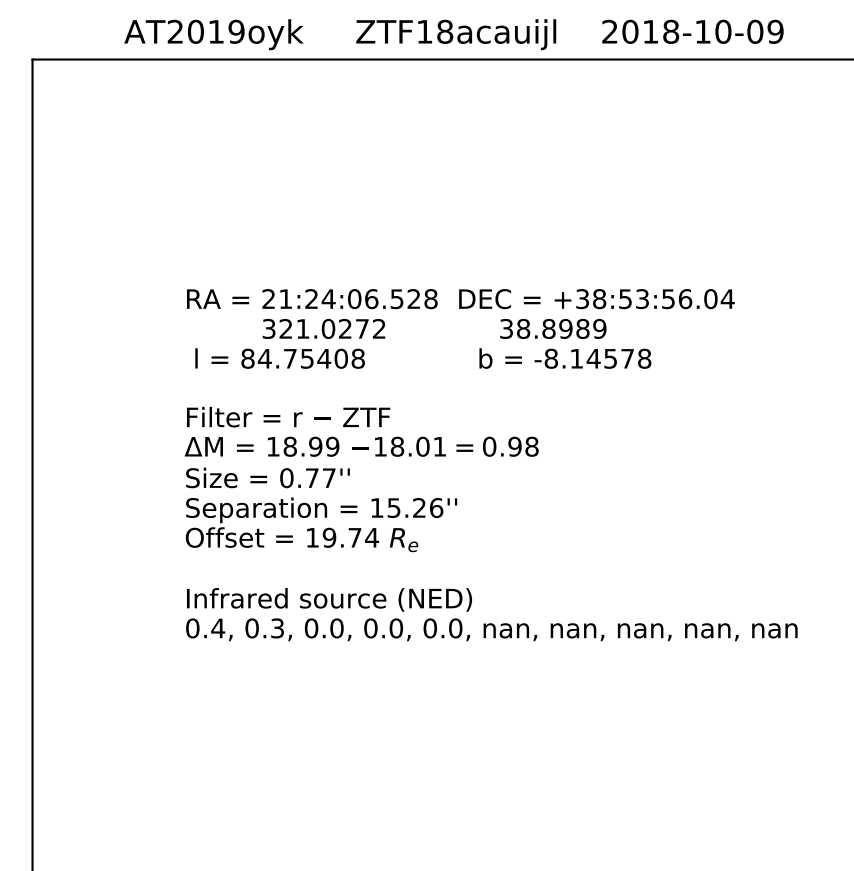 AT2019oyk ZTF18acauijl 2018-10-09
RA = 21:24:06.528 DEC = +38:53:56.04
321.0272 38.8989
l = 84.75408 b = -8.14578
Filter = r − ZTF
ΔM = 18.99 −18.01 = 0.98
Size = 0.77''
Separation = 15.26''
Offset = 19.74 Re
Infrared source (NED)
0.4, 0.3, 0.0, 0.0, 0.0, nan, nan, nan, nan, nan